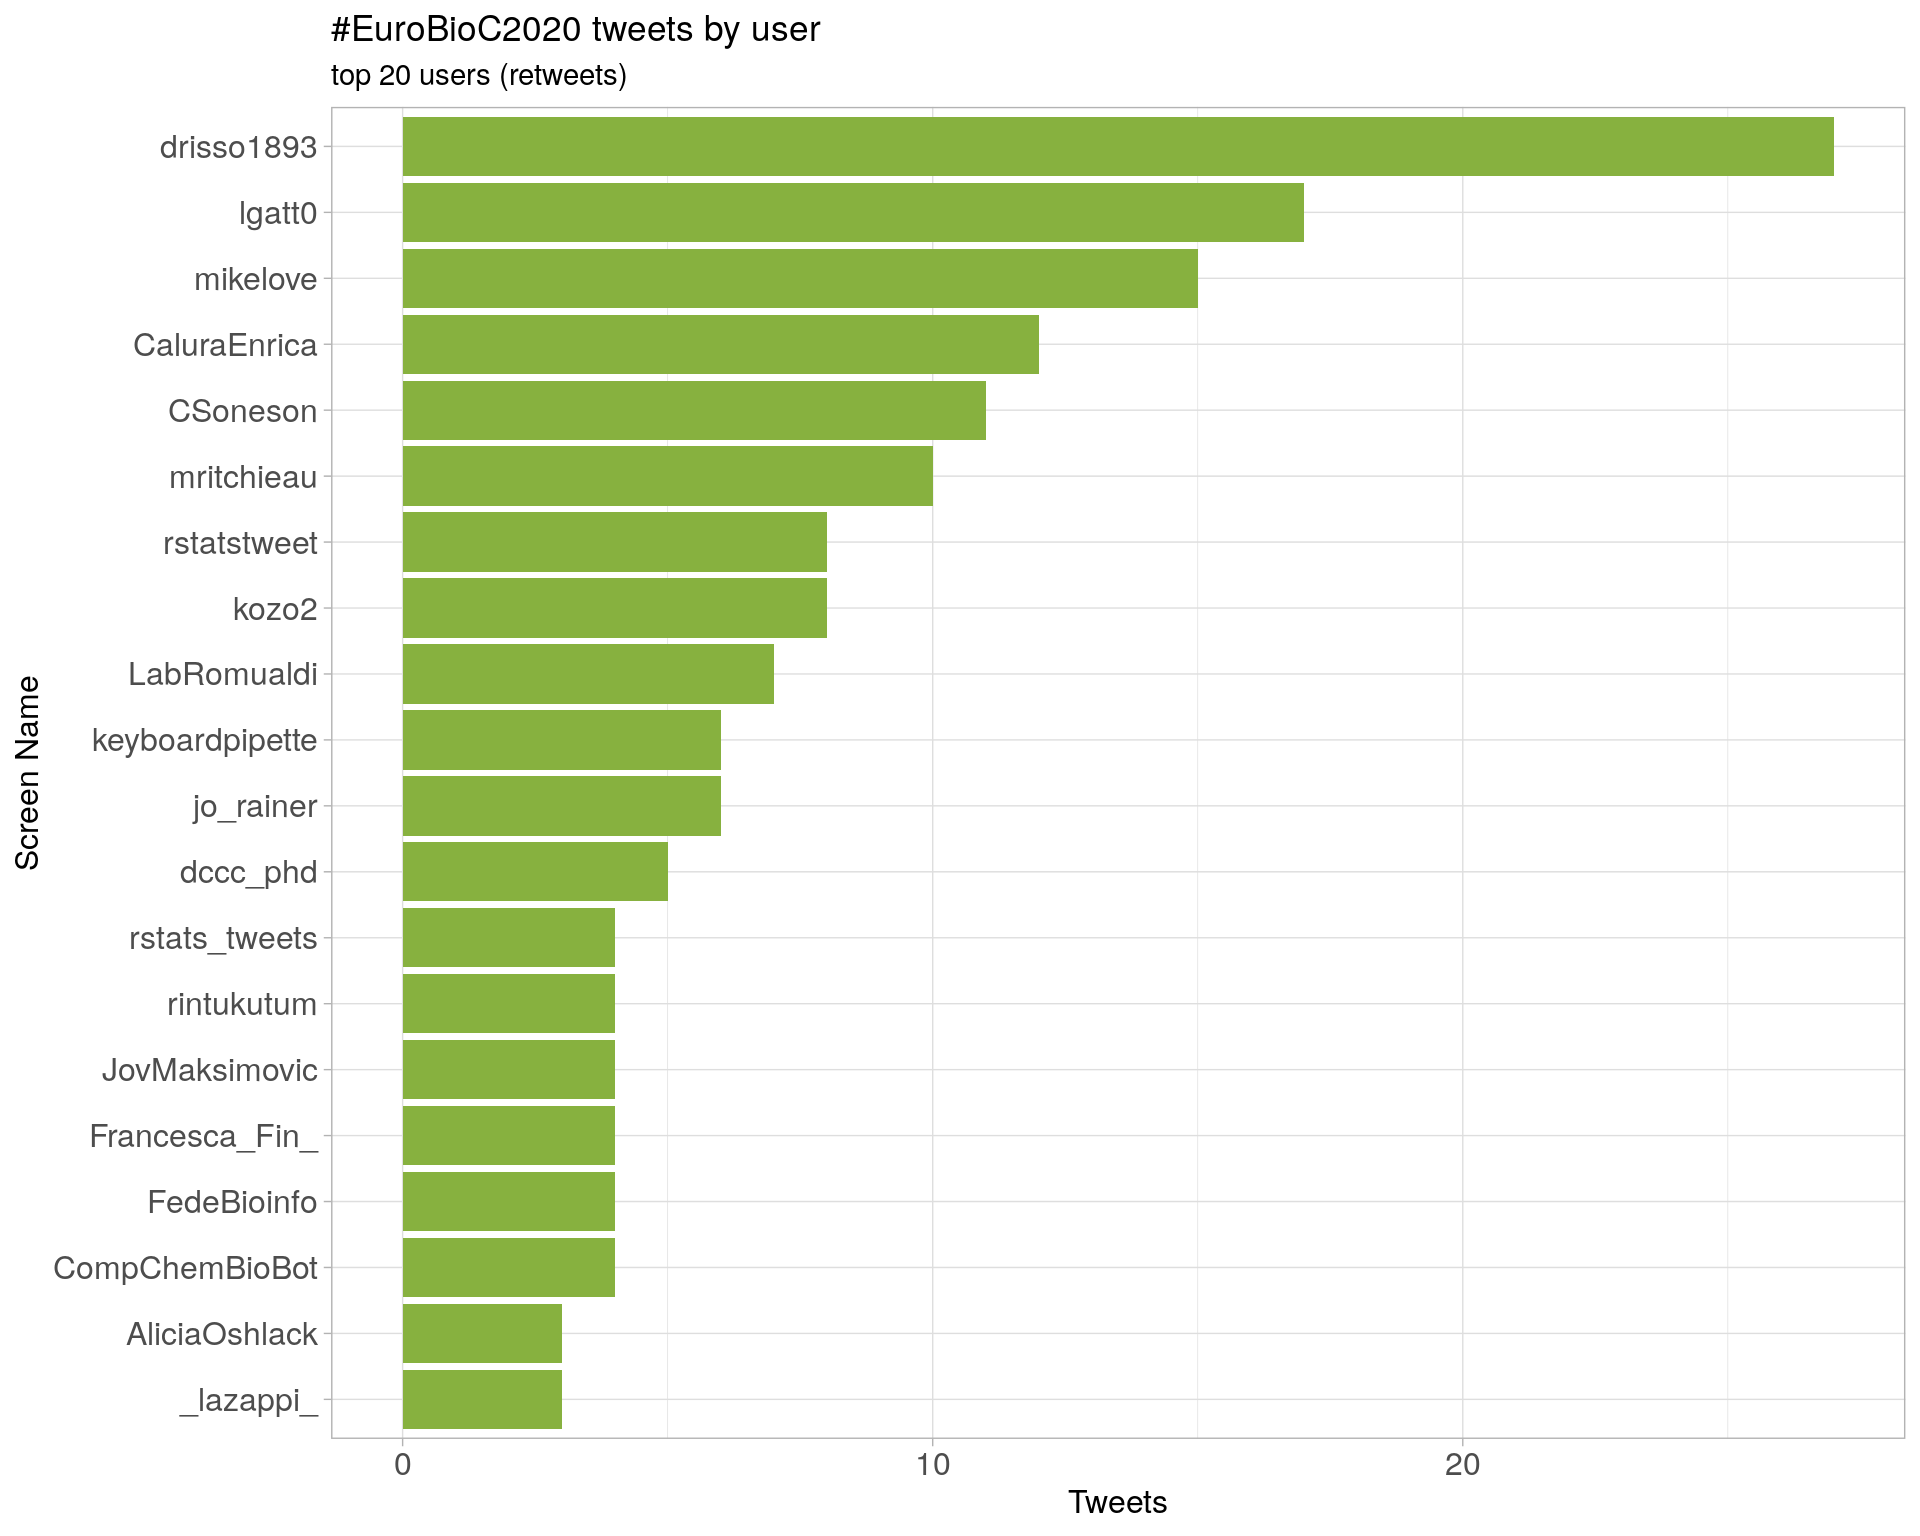 #EuroBioC2020 tweets by user
top 20 users (retweets)
drisso1893
lgatt0
mikelove
CaluraEnrica
CSoneson
mritchieau
rstatstweet
kozo2
LabRomualdi
keyboardpipette
jo_rainer
dccc_phd
rstats_tweets
rintukutum
JovMaksimovic
Francesca_Fin_
FedeBioinfo
CompChemBioBot
AliciaOshlack
_lazappi_
Screen Name
0 10 20
Tweets